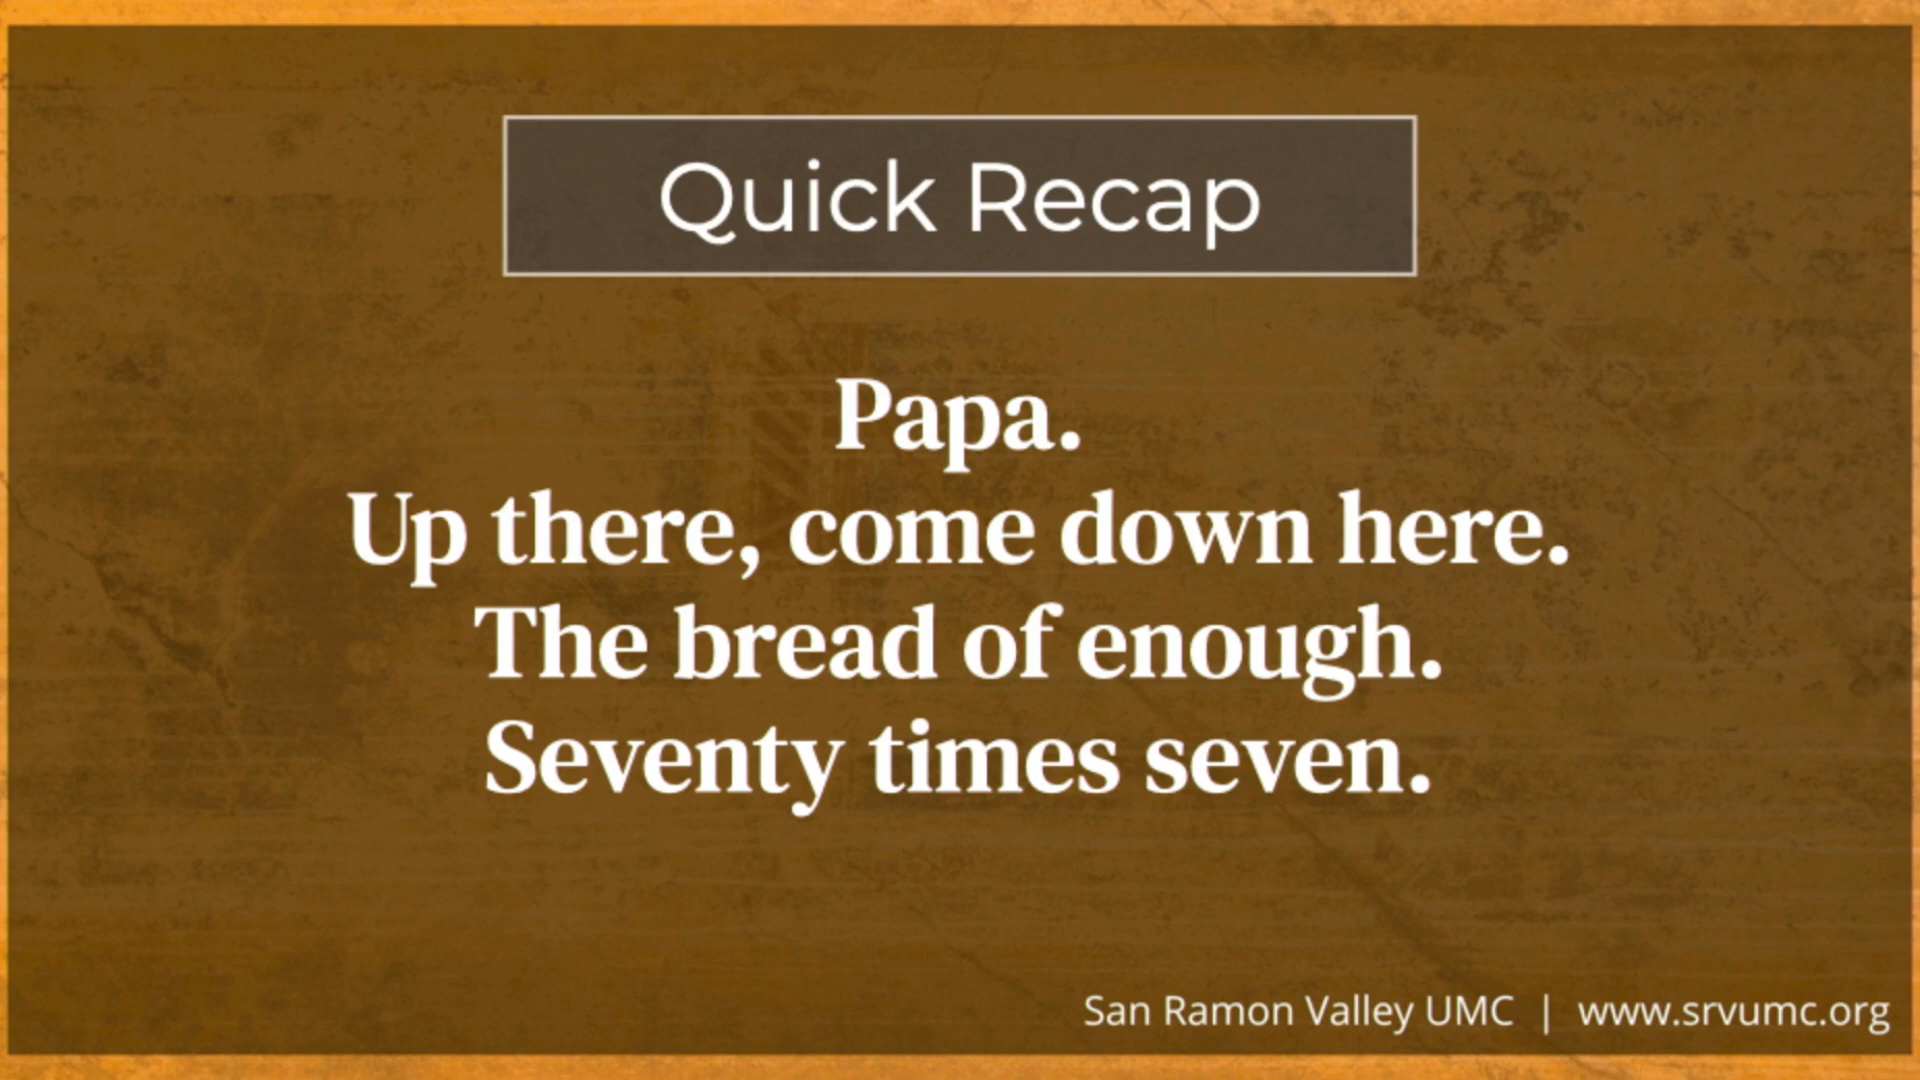 Quick Recap
Papa.
Up there, come down here.
The bread of enough.
Seventy times seven.
San Ramon Valley UMC | www.srvumc.org